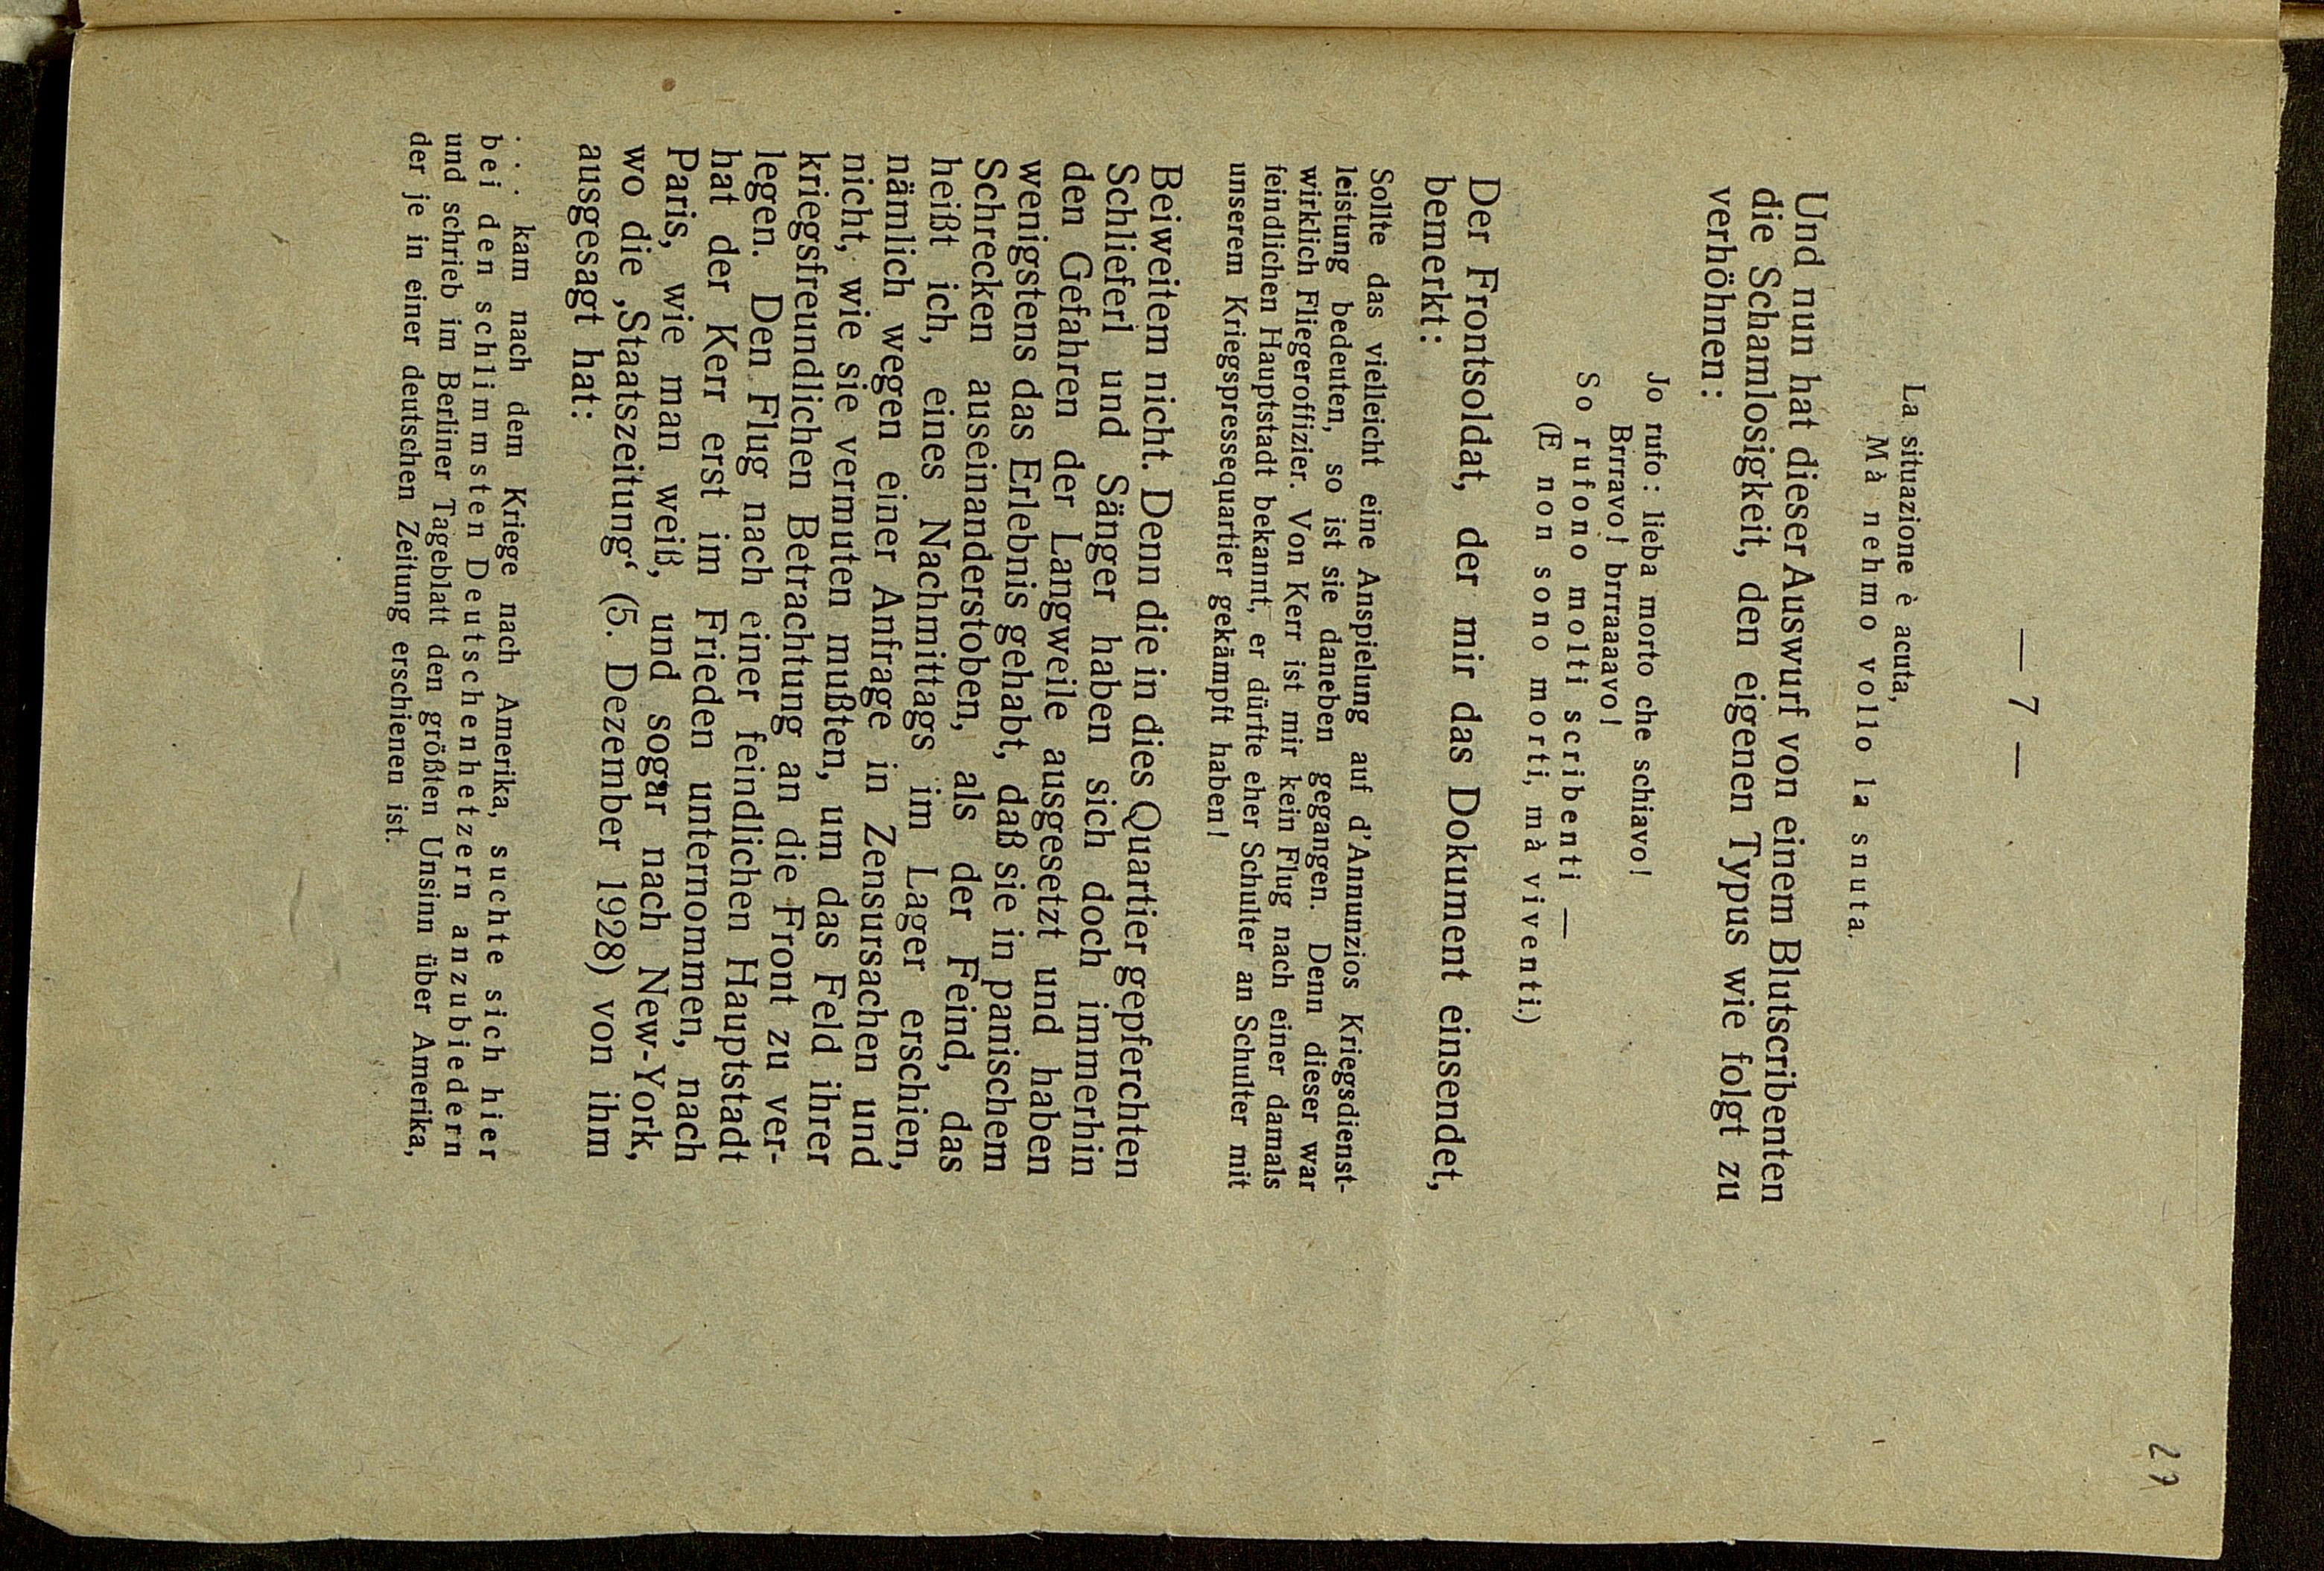 27
— 7 —
La situazione è acuta,
Mà nehmo vollo la snuta.
Und nun hat dieser Auswurf von einem Blutscribenten
die Schamlosigkeit, den eigenen Typus wie folgt zu
verhöhnen:
Jo rufo: lieba morto che schiavo!
Brrravo! brrraaaavo!
So rufono molti scribenti —
(E non sono morti, mà viventi.)
Der Frontsoldat, der mir das Dokument einsendet,
bemerkt:
Sollte das vielleicht eine Anspielung auf d'Annunzios Kriegsdienst-
leistung bedeuten, so ist sie daneben gegangen. Denn dieser war
wirklich Fliegeroffizier. Von Kerr ist mir kein Flug nach einer damals
feindlichen Hauptstadt bekannt, er dürfte eher Schulter an Schulter mit
unserem Kriegspressequartier gekämpft haben!
Beiweitem nicht. Denn die in dies Quartier gepferchten
Schlieferl und Sänger haben sich doch immerhin
den Gefahren der Langweile ausgesetzt und haben
wenigstens das Erlebnis gehabt, daß sie in panischem
Schrecken auseinanderstoben, als der Feind, das
heißt ich, eines Nachmittags im Lager erschien,
nämlich wegen einer Anfrage in Zensursachen und
nicht, wie sie vermuten mußten, um das Feld ihrer
kriegsfreundlichen Betrachtung an die Front zu ver-
legen. Den Flug nach einer feindlichen Hauptstadt
hat der Kerr erst im Frieden unternommen, nach
Paris, wie man weiß, und sogar nach New-York,
wo die ‚Staatszeitung‘ (5. Dezember 1928) von ihm
ausgesagt hat:
. . . kam nach dem Kriege nach Amerika, suchte sich hier
bei den schlimmsten Deutschenhetzern anzubiedern
und schrieb im Berliner Tageblatt den größten Unsinn über Amerika,
der je in einer deutschen Zeitung erschienen ist.